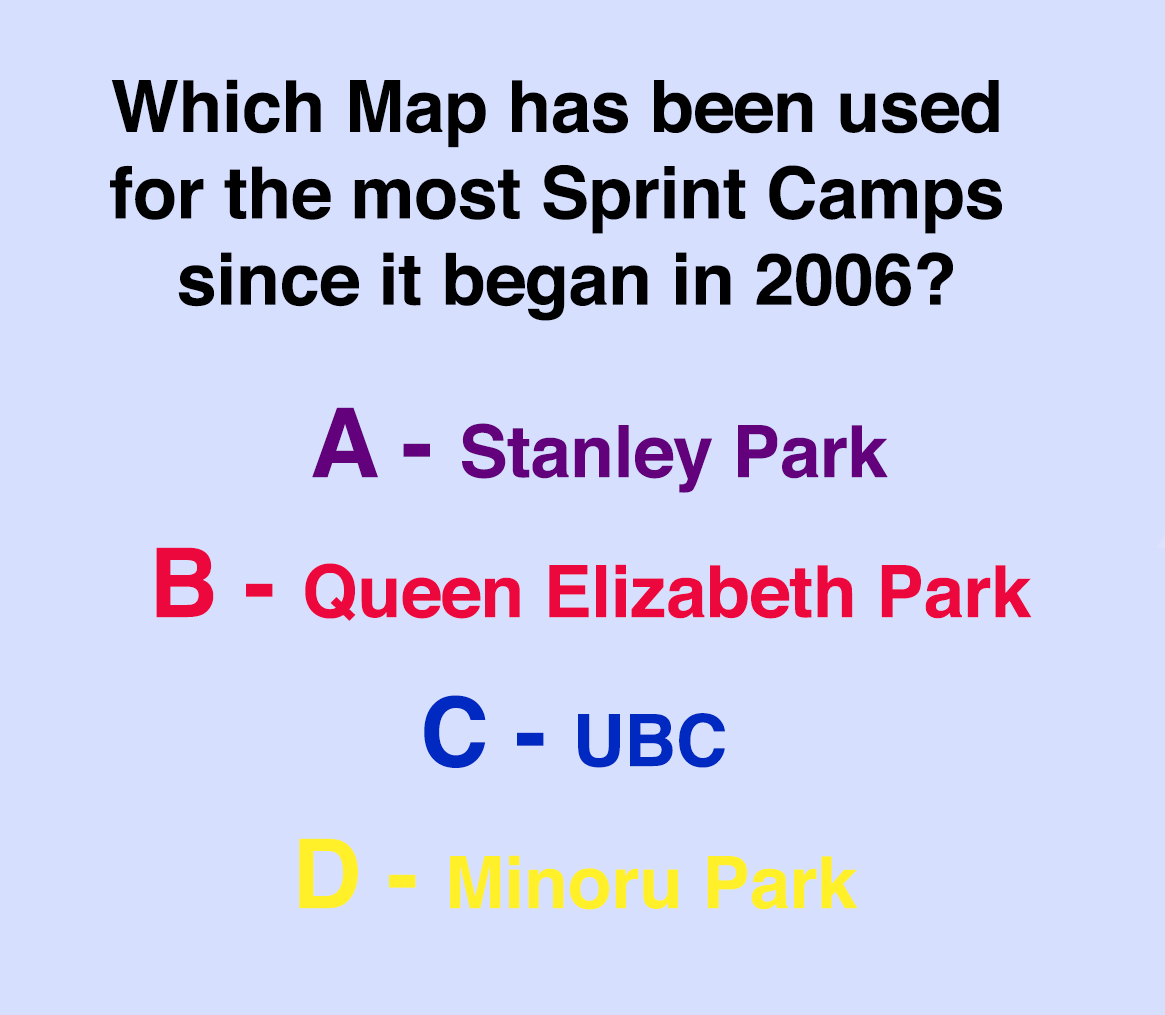 Which Map has been used
for the most Sprint Camps
since it began in 2006?
A - Stanley Park
B - Queen Elizabeth Park
C - UBC
D - Minoru Park